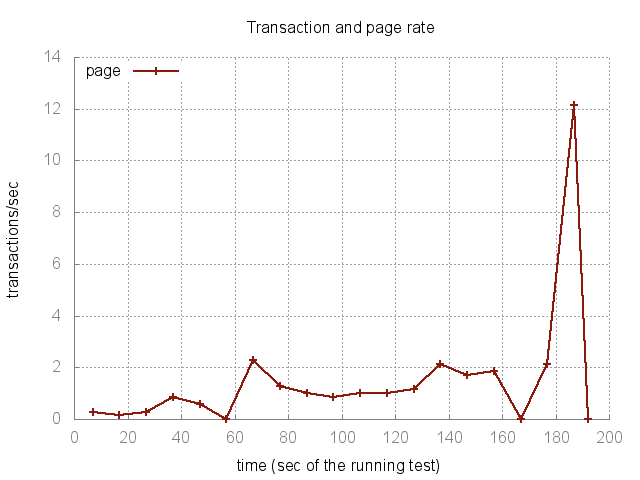 Transaction and page rate
14
page
12
10
8
6
4
2
0
transactions/sec
0 20 40 60 80 100 120 140 160 180 200
time (sec of the running test)